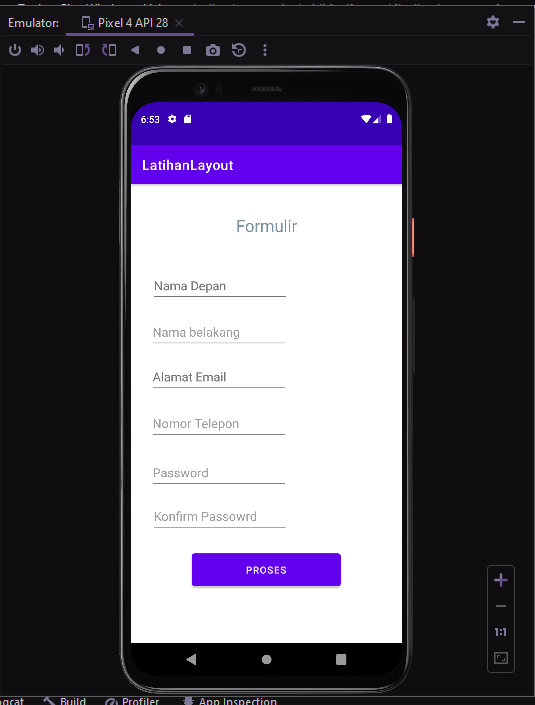 Emulator: Pixel 4 API 28
6:53
LatihanLayout
Formulir
Nama Depan
Nama belakang
Alamat Email
Nomor Telepon
Password
Konfirm Passowrd
PROSES
1:1
Build Profiler App Inspection